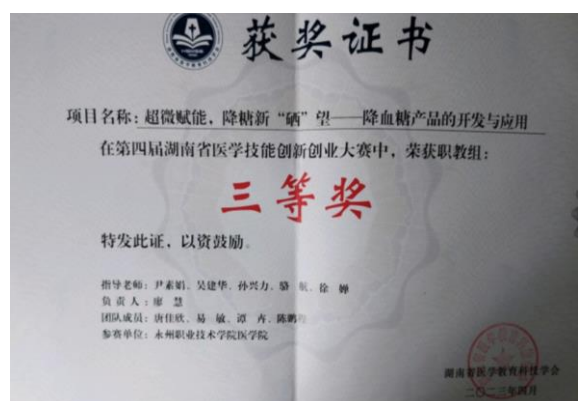 获奖证书
项目名称：超微赋能，降糖新“硒”望——降血糖产品的开发与应用
在第四届湖南省医学技能创新创业大赛中，荣获职教组：
三等奖
特发此证，以资鼓励。
指导老师：尹素娟、吴建华、孙兴力、骆航、徐婵
负责人：廖慧
团队成员：唐佳欣、易敏、谭卉、陈鹏程
参赛单位：永州职业技术学院医学院
湖南省医学教育科技学会
二〇二三年四月